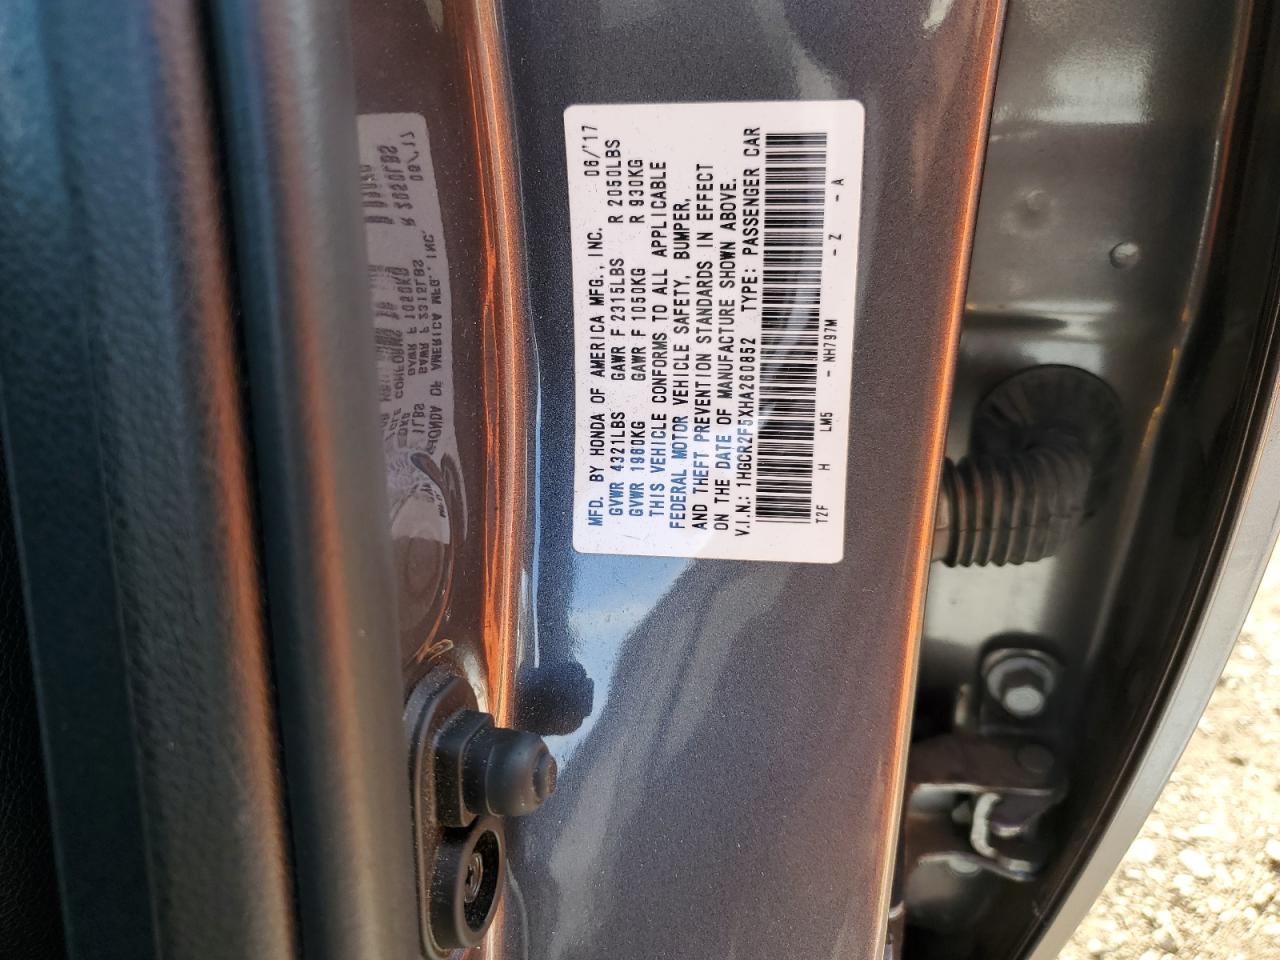 MFD. BY HONDA OF AMERICA MFG., INC. 06/'17
GVWR 4321LBS GAWR F 2315LBS R 2050LBS
GVWR 1960KG GAWR F 1050KG R 930KG
THIS VEHICLE CONFORMS TO ALL APPLICABLE
FEDERAL MOTOR VEHICLE SAFETY, BUMPER,
AND THEFT PREVENTION STANDARDS IN EFFECT
ON THE DATE OF MANUFACTURE SHOWN ABOVE.
V.I.N.: 1HGCR2F5XHA260852 TYPE: PASSENGER CAR
T2F H LM5 - NH797M - Z - A